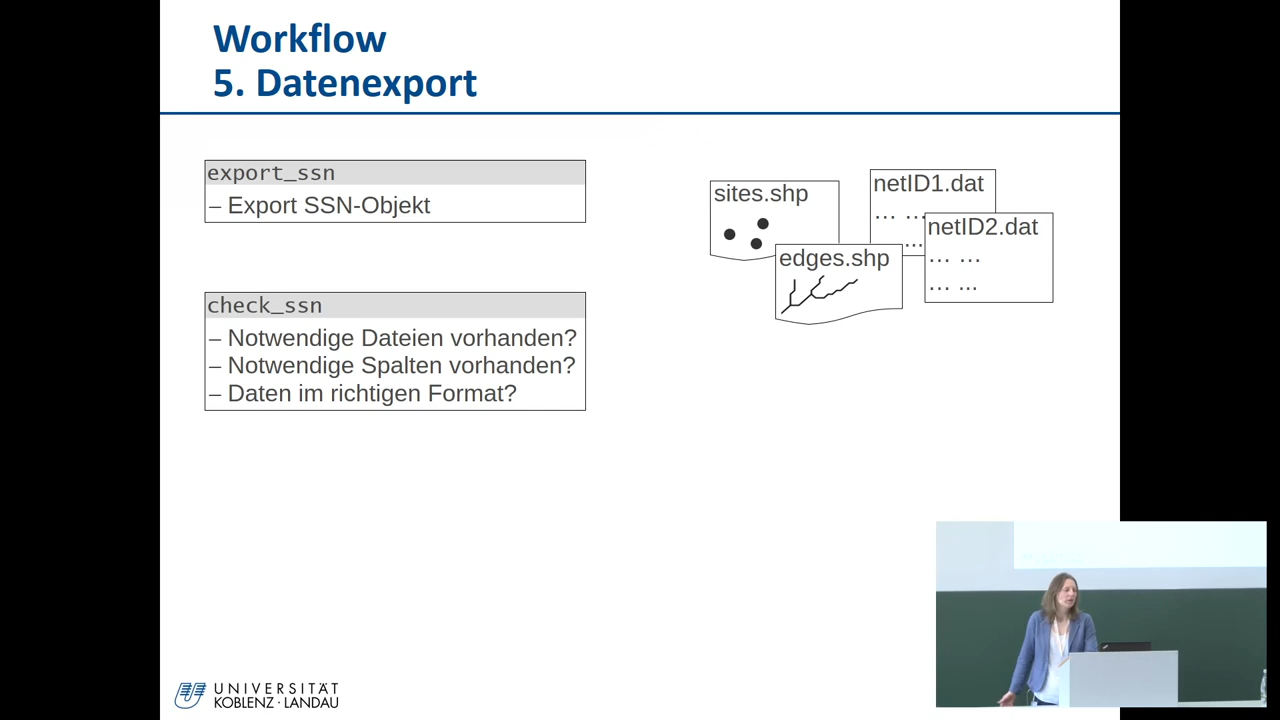 Workflow
5. Datenexport
export_ssn
– Export SSN-Objekt
check_ssn
– Notwendige Dateien vorhanden?
– Notwendige Spalten vorhanden?
– Daten im richtigen Format?
sites.shp
netID1.dat
... ...
...
netID2.dat
... ...
... ...
edges.shp
UNIVERSITÄT
KOBLENZ · LANDAU